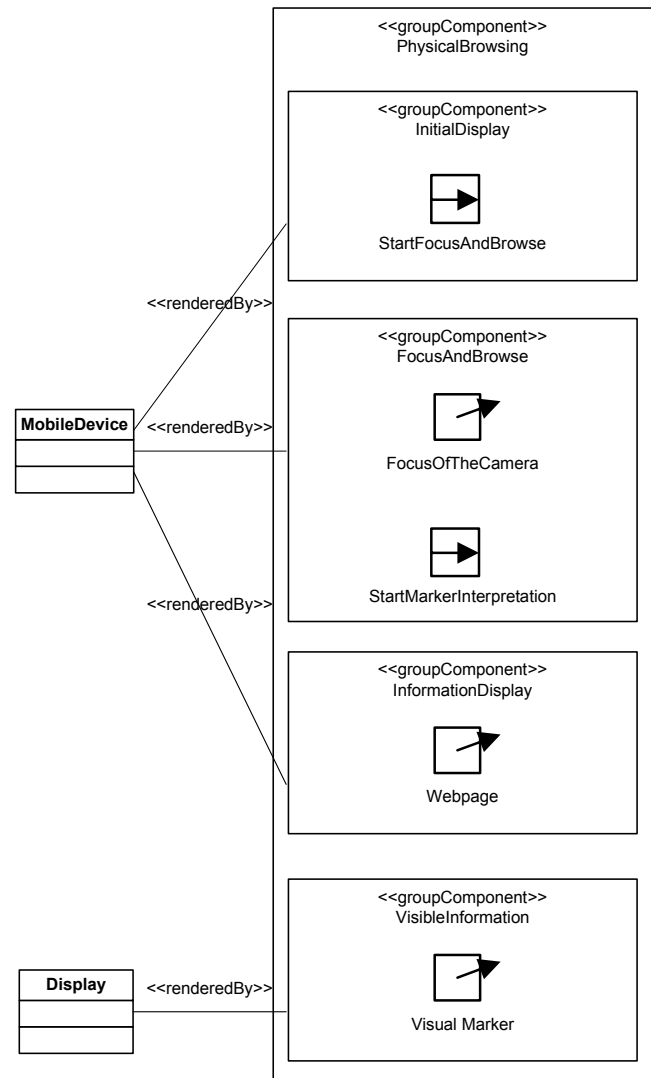 <<groupComponent>>
PhysicalBrowsing
<<groupComponent>>
InitialDisplay
StartFocusAndBrowse
<<renderedBy>>
<<groupComponent>>
FocusAndBrowse
MobileDevice
<<renderedBy>>
FocusOfTheCamera
StartMarkerInterpretation
<<renderedBy>>
<<groupComponent>>
InformationDisplay
Webpage
<<groupComponent>>
VisibleInformation
Display
<<renderedBy>>
Visual Marker